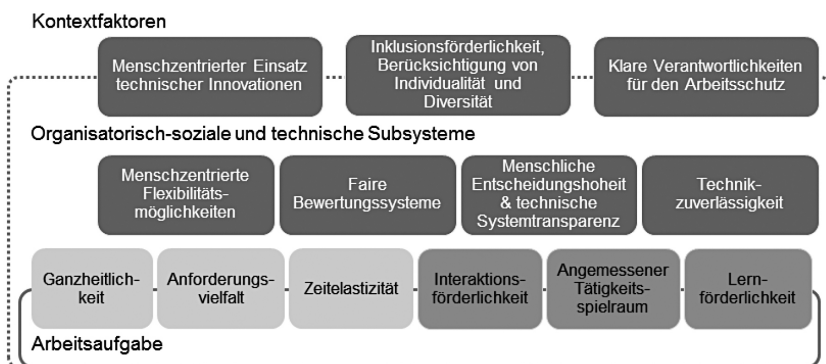 Kontextfaktoren
Menschzentrierter Einsatz
technischer Innovationen
Inklusionsförderlichkeit,
Berücksichtigung von
Individualität und
Diversität
Klare Verantwortlichkeiten
für den Arbeitsschutz
Organisatorisch-soziale und technische Subsysteme
Menschzentrierte
Flexibilitäts-
möglichkeiten
Faire
Bewertungssysteme
Menschliche
Entscheidungshoheit
& technische
Systemtransparenz
Technik-
zuverlässigkeit
Ganzheitlich-
keit
Anforderungs-
vielfalt
Zeitelastizität
Interaktions-
förderlichkeit
Angemessener
Tätigkeits-
spielraum
Lern-
förderlichkeit
Arbeitsaufgabe